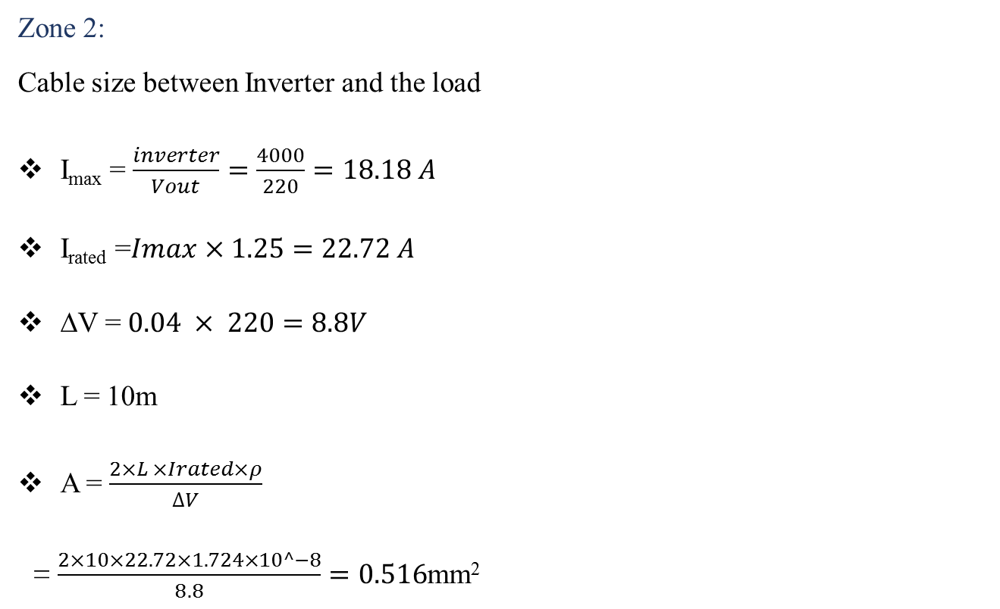 Zone 2:
Cable size between Inverter and the load
❖ Imax = inverter/Vout = 4000/220 = 18.18 A
❖ Irated =Imax × 1.25 = 22.72 A
❖ ΔV = 0.04 × 220 = 8.8V
❖ L = 10m
❖ A = 2×L ×Irated×ρ/ΔV
= 2×10×22.72×1.724×10^−8/8.8 = 0.516mm²